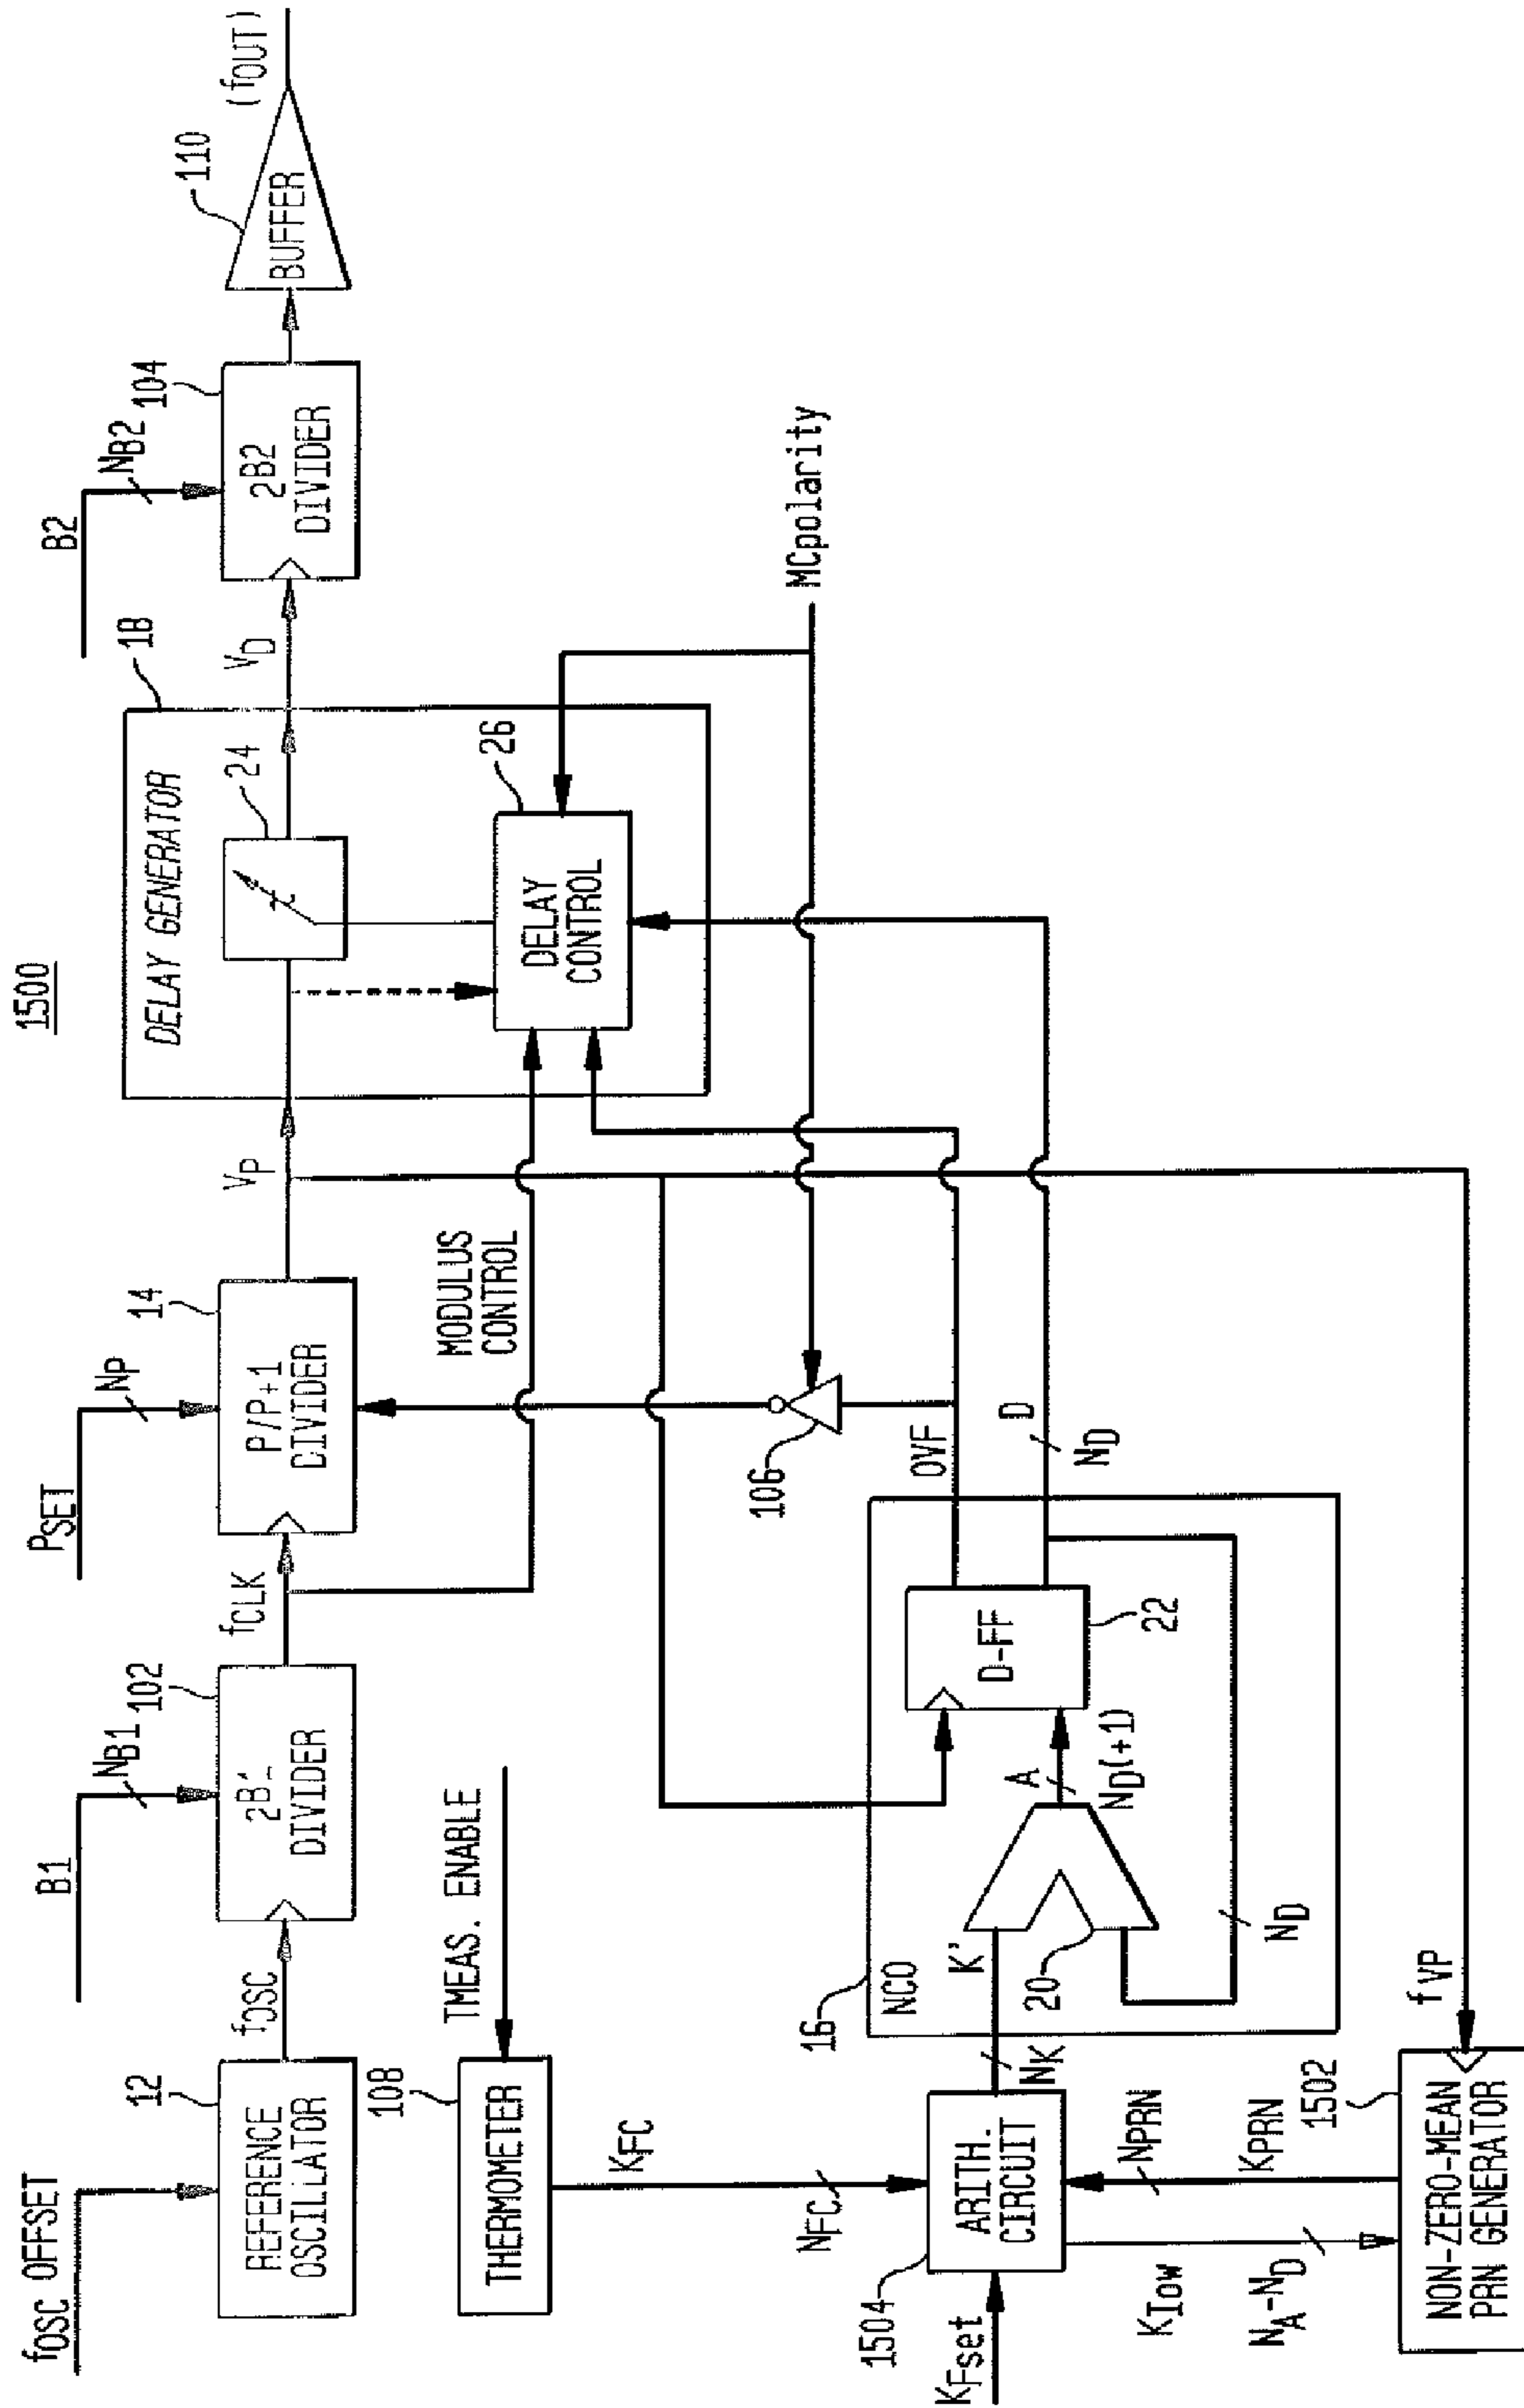 1500
fOSC OFFSET
REFERENCE
OSCILLATOR
12
fOSC
B1
NB1
102
2B1
DIVIDER
fCLK
PSET
NP
14
P/P+1
DIVIDER
VP
DELAY GENERATOR
18
24
τ
VD
B2
NB2
104
2B2
DIVIDER
110
BUFFER
(fOUT)
MODULUS
CONTROL
26
DELAY
CONTROL
MCpolarity
TMEAS. ENABLE
108
THERMOMETER
KFC
NFC
106
OVF
D
ND
16
NCO
K'
20
A
ND(+1)
D-FF
22
ND
KFset
1504
ARITH.
CIRCUIT
NK
NPRN
KPRN
Klow
NA-ND
fVP
1502
NON-ZERO-MEAN
PRN GENERATOR